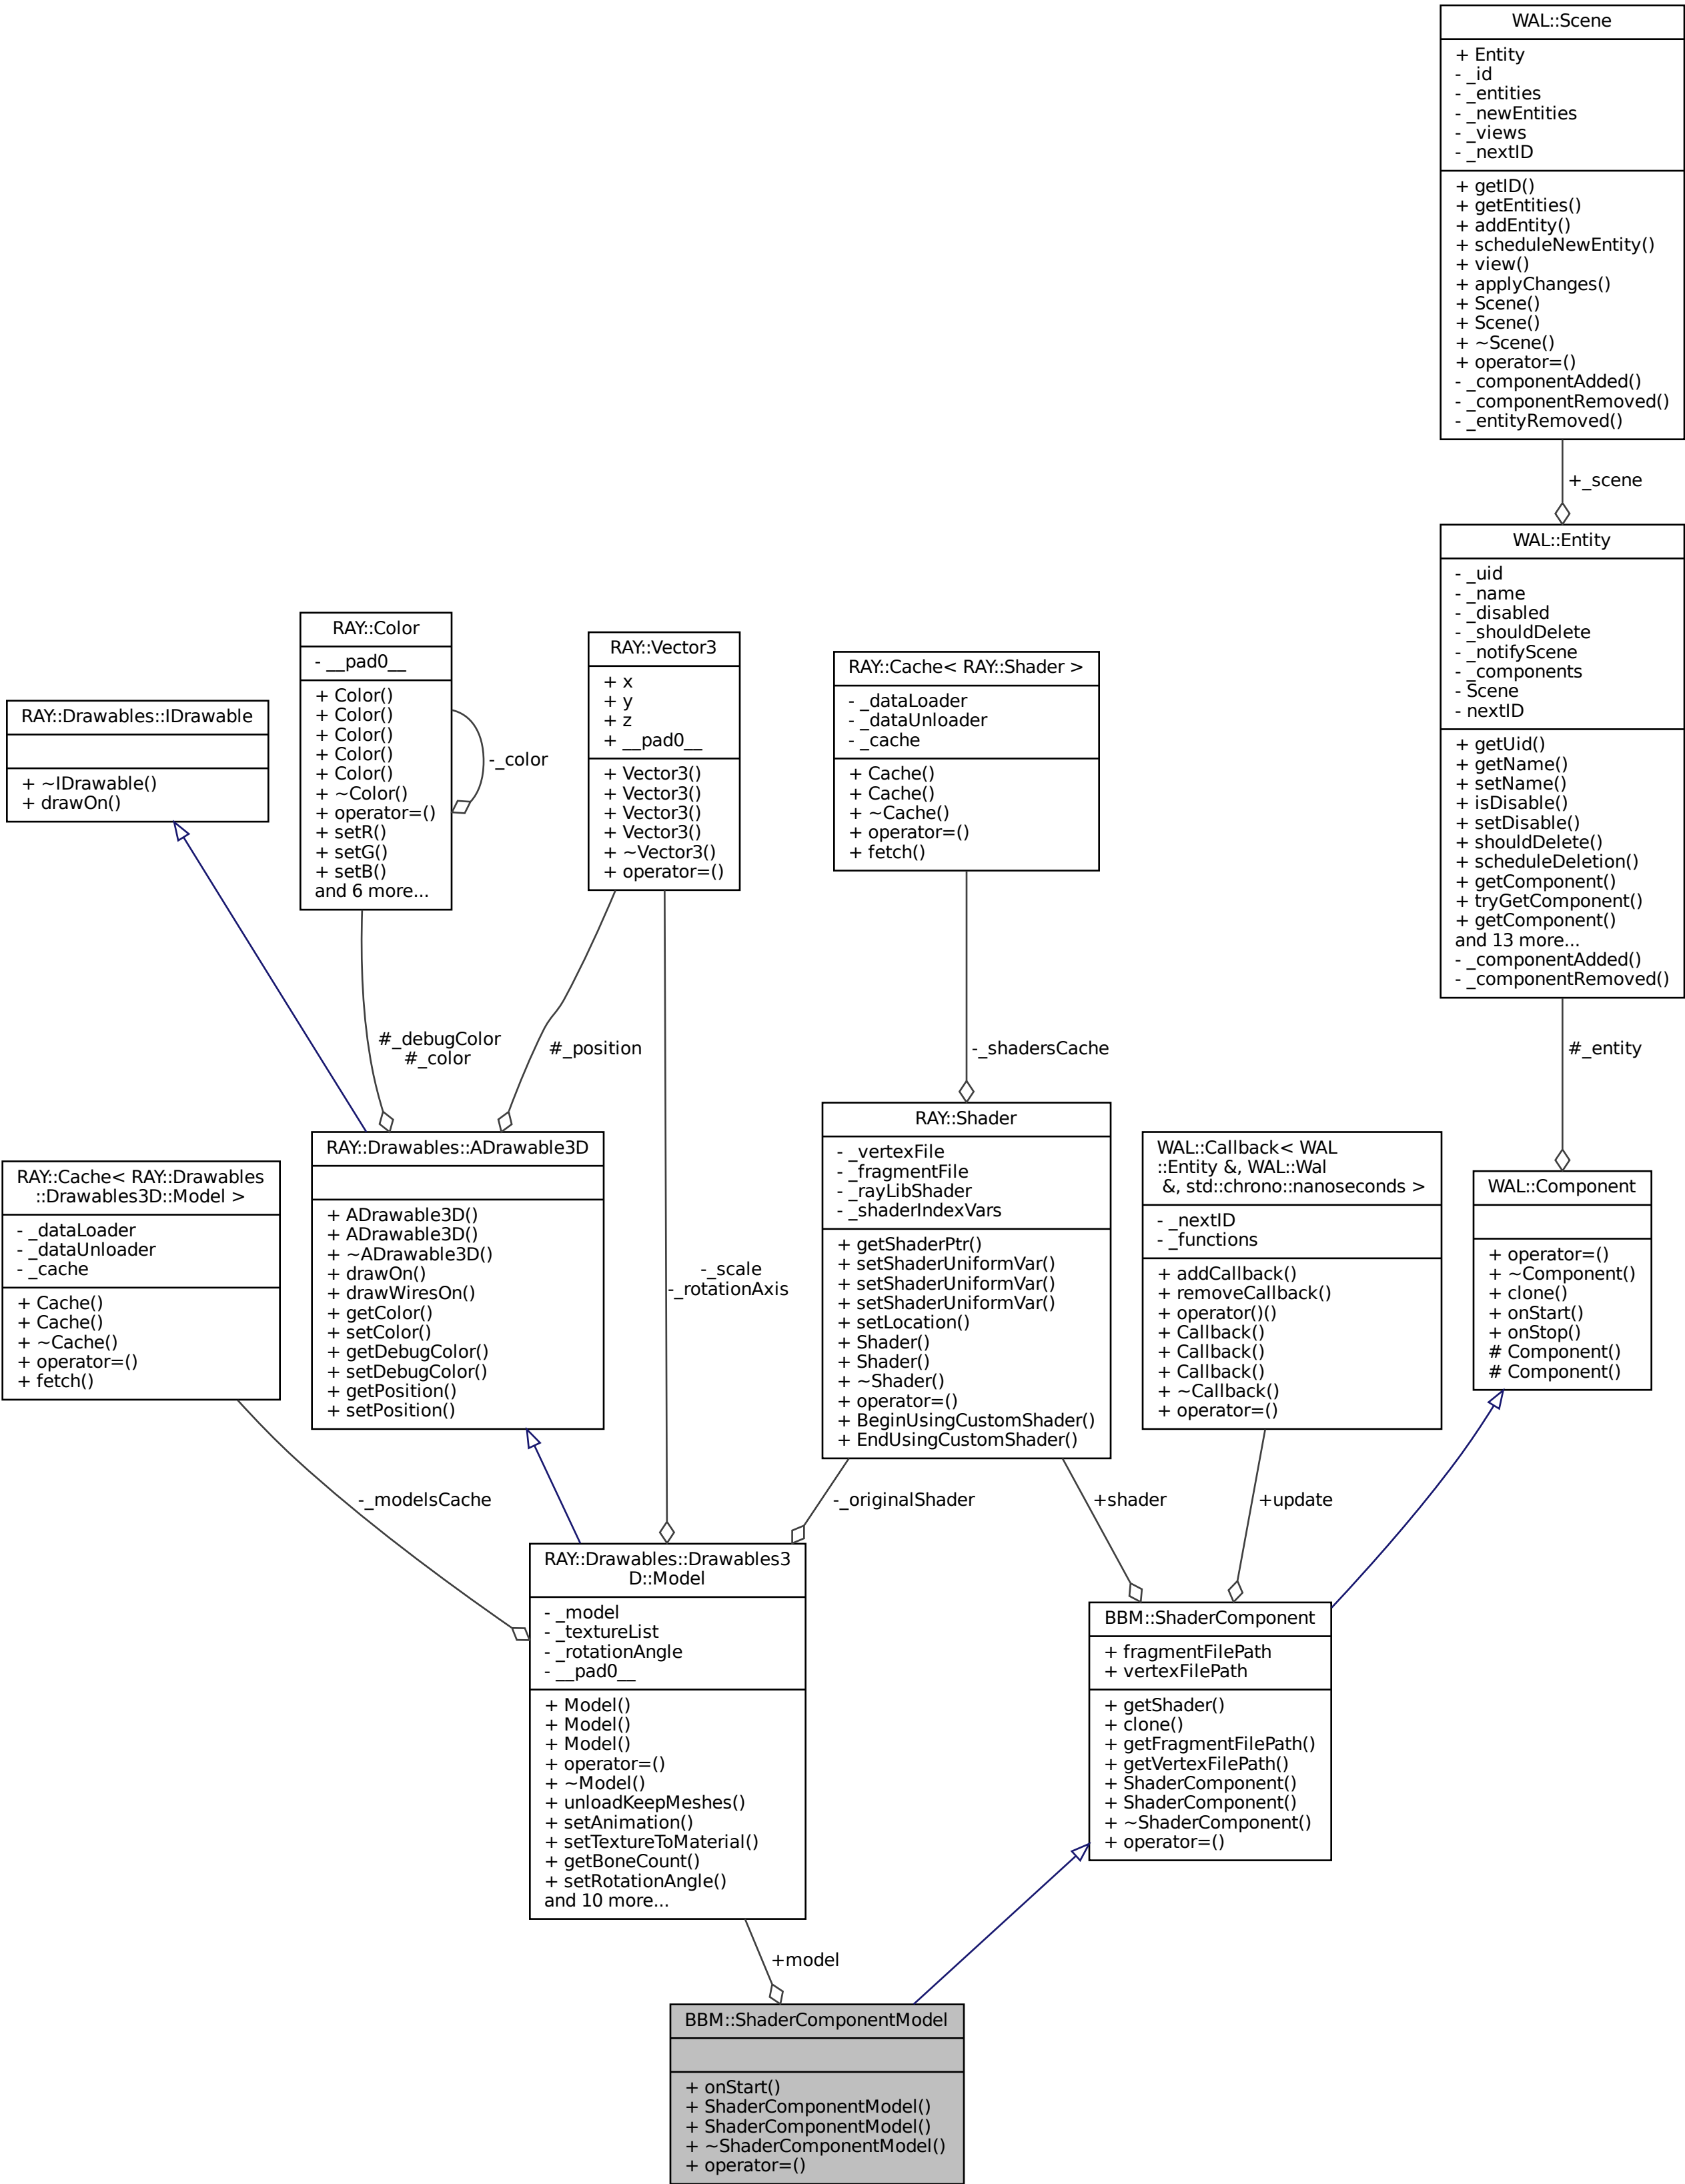 WAL::Scene
+ Entity
- _id
- _entities
- _newEntities
- _views
- _nextID
+ getID()
+ getEntities()
+ addEntity()
+ scheduleNewEntity()
+ view()
+ applyChanges()
+ Scene()
+ Scene()
+ ~Scene()
+ operator=()
- _componentAdded()
- _componentRemoved()
- _entityRemoved()
+_scene
WAL::Entity
- _uid
- _name
- _disabled
- _shouldDelete
- _notifyScene
- _components
- Scene
- nextID
+ getUid()
+ getName()
+ setName()
+ isDisable()
+ setDisable()
+ shouldDelete()
+ scheduleDeletion()
+ getComponent()
+ tryGetComponent()
+ getComponent()
and 13 more...
- _componentAdded()
- _componentRemoved()
RAY::Color
- __pad0__
+ Color()
+ Color()
+ Color()
+ Color()
+ Color()
+ ~Color()
+ operator=()
+ setR()
+ setG()
+ setB()
and 6 more...
-_color
RAY::Vector3
+ x
+ y
+ z
+ __pad0__
+ Vector3()
+ Vector3()
+ Vector3()
+ Vector3()
+ ~Vector3()
+ operator=()
RAY::Cache< RAY::Shader >
- _dataLoader
- _dataUnloader
- _cache
+ Cache()
+ Cache()
+ ~Cache()
+ operator=()
+ fetch()
RAY::Drawables::IDrawable
+ ~IDrawable()
+ drawOn()
#_debugColor
#_color
#_position
-_shadersCache
#_entity
RAY::Cache< RAY::Drawables
::Drawables3D::Model >
- _dataLoader
- _dataUnloader
- _cache
+ Cache()
+ Cache()
+ ~Cache()
+ operator=()
+ fetch()
RAY::Drawables::ADrawable3D
+ ADrawable3D()
+ ADrawable3D()
+ ~ADrawable3D()
+ drawOn()
+ drawWiresOn()
+ getColor()
+ setColor()
+ getDebugColor()
+ setDebugColor()
+ getPosition()
+ setPosition()
-_scale
-_rotationAxis
RAY::Shader
- _vertexFile
- _fragmentFile
- _rayLibShader
- _shaderIndexVars
+ getShaderPtr()
+ setShaderUniformVar()
+ setShaderUniformVar()
+ setShaderUniformVar()
+ setLocation()
+ Shader()
+ Shader()
+ ~Shader()
+ operator=()
+ BeginUsingCustomShader()
+ EndUsingCustomShader()
WAL::Callback< WAL
::Entity &, WAL::Wal
&, std::chrono::nanoseconds >
- _nextID
- _functions
+ addCallback()
+ removeCallback()
+ operator()()
+ Callback()
+ Callback()
+ Callback()
+ ~Callback()
+ operator=()
WAL::Component
+ operator=()
+ ~Component()
+ clone()
+ onStart()
+ onStop()
# Component()
# Component()
-_modelsCache
-_originalShader
+shader
+update
RAY::Drawables::Drawables3
D::Model
- _model
- _textureList
- _rotationAngle
- __pad0__
+ Model()
+ Model()
+ Model()
+ operator=()
+ ~Model()
+ unloadKeepMeshes()
+ setAnimation()
+ setTextureToMaterial()
+ getBoneCount()
+ setRotationAngle()
and 10 more...
BBM::ShaderComponent
+ fragmentFilePath
+ vertexFilePath
+ getShader()
+ clone()
+ getFragmentFilePath()
+ getVertexFilePath()
+ ShaderComponent()
+ ShaderComponent()
+ ~ShaderComponent()
+ operator=()
+model
BBM::ShaderComponentModel
+ onStart()
+ ShaderComponentModel()
+ ShaderComponentModel()
+ ~ShaderComponentModel()
+ operator=()